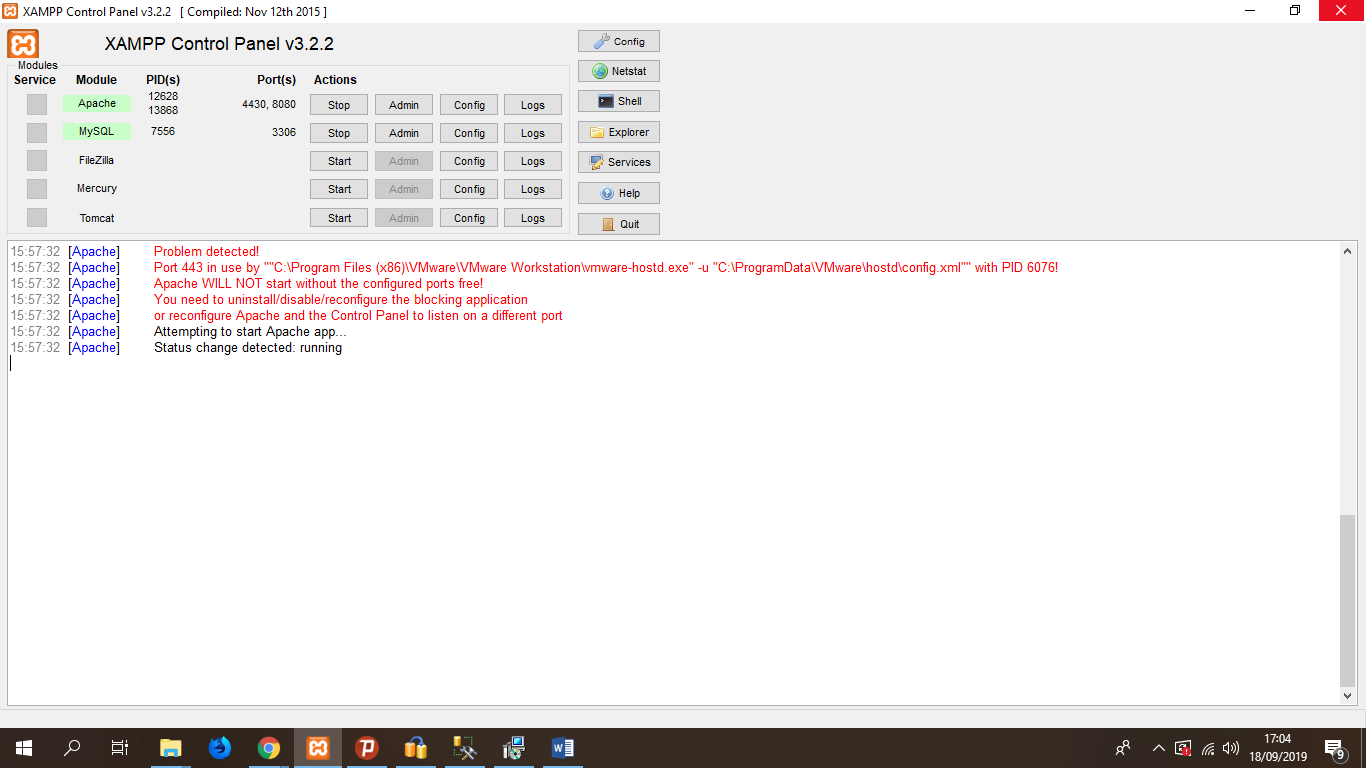 XAMPP Control Panel v3.2.2 [ Compiled: Nov 12th 2015 ]
XAMPP Control Panel v3.2.2
Modules
Service Module PID(s) Port(s) Actions
Apache 12628 13868 4430, 8080 Stop Admin Config Logs
MySQL 7556 3306 Stop Admin Config Logs
FileZilla Start Admin Config Logs
Mercury Start Admin Config Logs
Tomcat Start Admin Config Logs
Config
Netstat
Shell
Explorer
Services
Help
Quit
15:57:32 [Apache] Problem detected!
15:57:32 [Apache] Port 443 in use by ""C:\Program Files (x86)\VMware\VMware Workstation\vmware-hostd.exe" -u "C:\ProgramData\VMware\hostd\config.xml"" with PID 6076!
15:57:32 [Apache] Apache WILL NOT start without the configured ports free!
15:57:32 [Apache] You need to uninstall/disable/reconfigure the blocking application
15:57:32 [Apache] or reconfigure Apache and the Control Panel to listen on a different port
15:57:32 [Apache] Attempting to start Apache app...
15:57:32 [Apache] Status change detected: running
17:04
18/09/2019
9